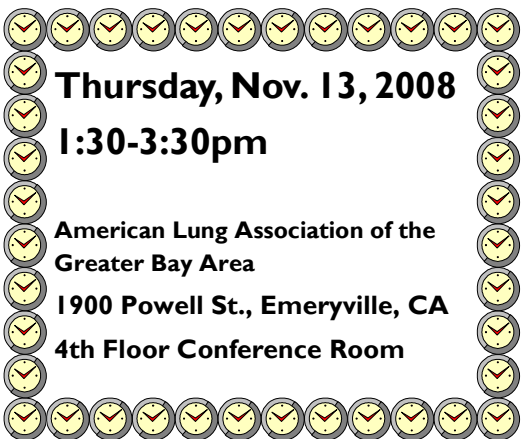 Thursday, Nov. 13, 2008
1:30-3:30pm
American Lung Association of the
Greater Bay Area
1900 Powell St., Emeryville, CA
4th Floor Conference Room